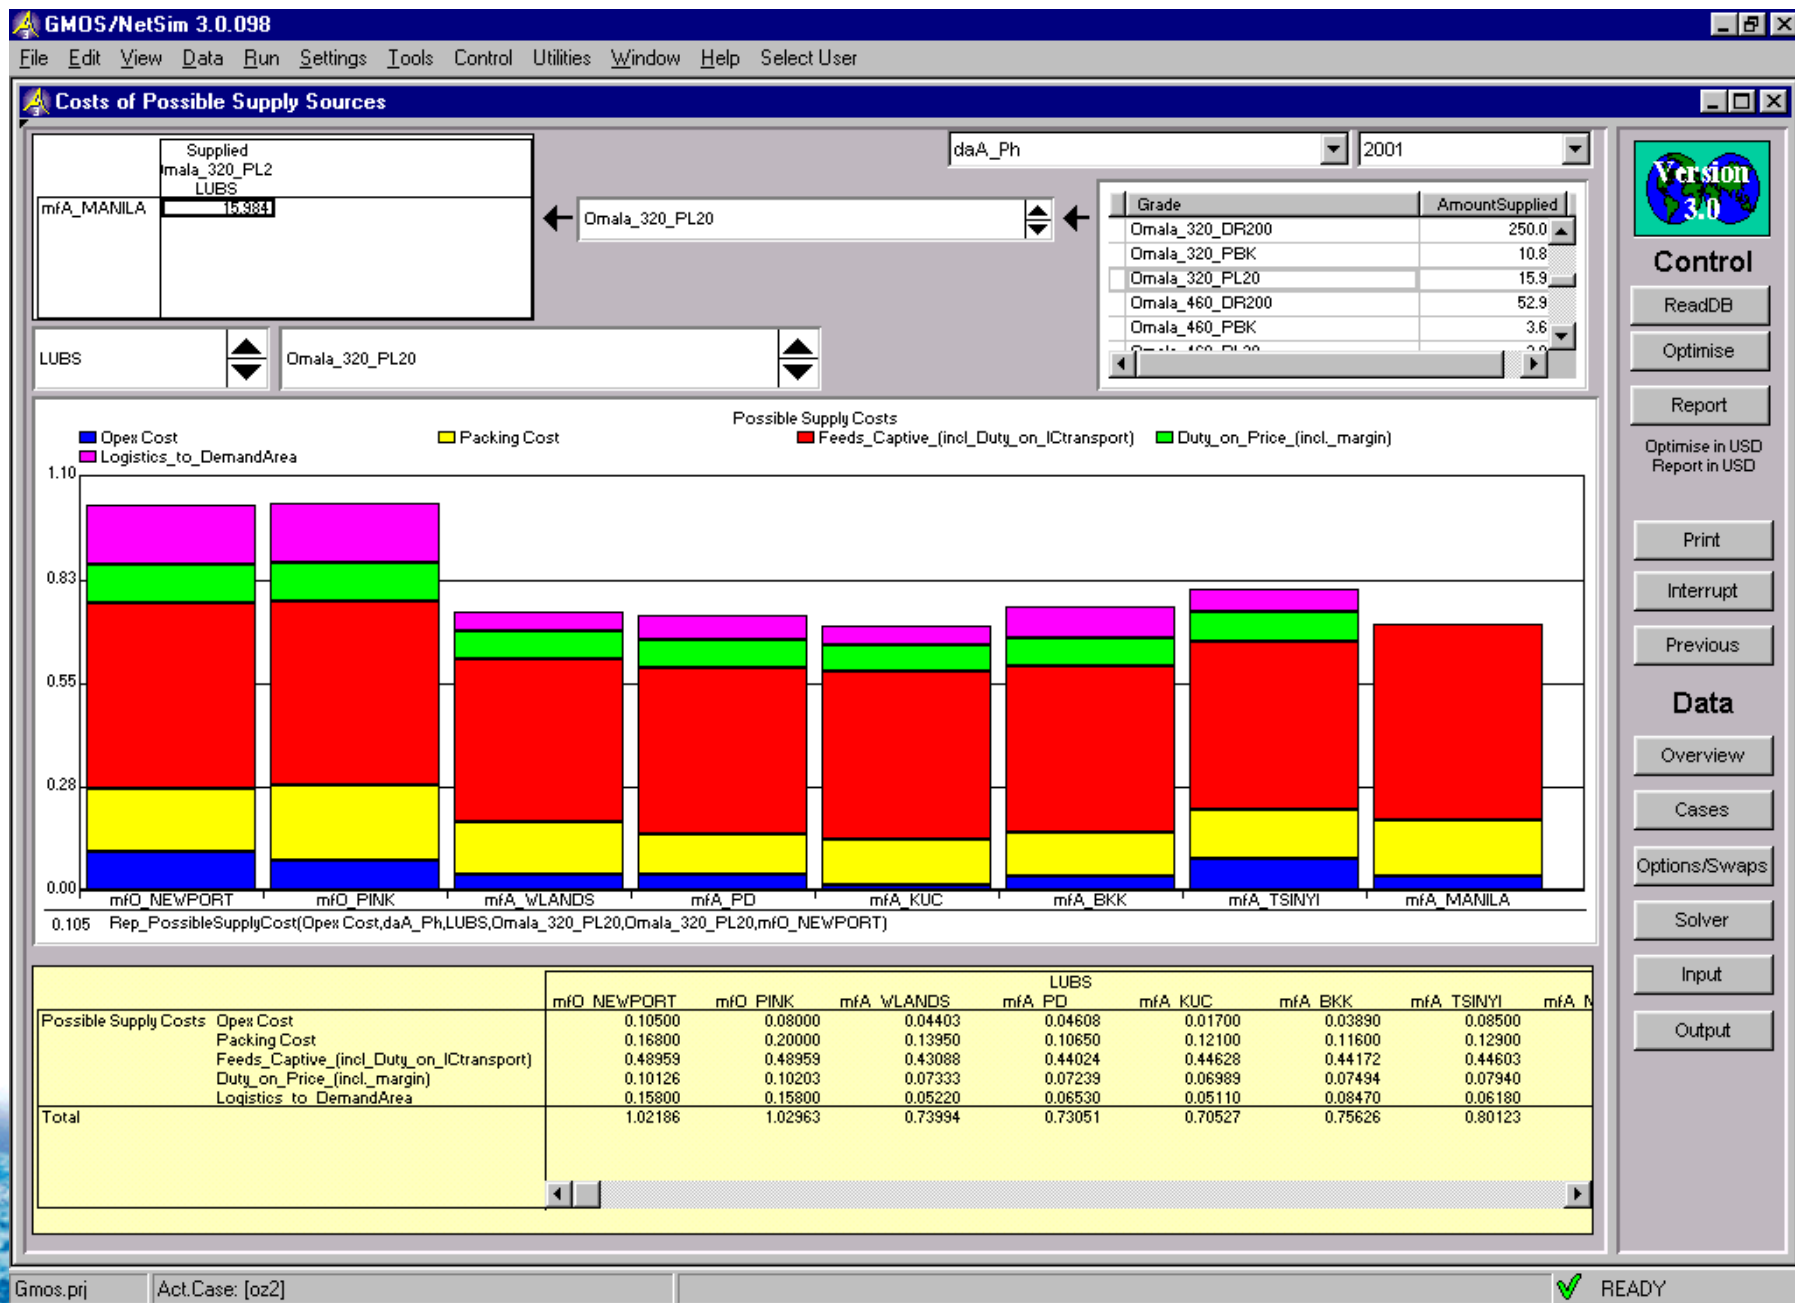 GMOS/NetSim 3.0.098
File Edit View Data Run Settings Tools Control Utilities Window Help Select User
Costs of Possible Supply Sources
Supplied
mala_320_PL2
LUBS
mfA_MANILA 15.984
Omala_320_PL20
daA_Ph 2001
Grade AmountSupplied
Omala_320_DR200 250.0
Omala_320_PBK 10.8
Omala_320_PL20 15.9
Omala_460_DR200 52.9
Omala_460_PBK 3.6
LUBS Omala_320_PL20
Possible Supply Costs
Opex Cost Packing Cost Feeds_Captive_(incl_Duty_on_ICtransport) Duty_on_Price_(incl._margin)
Logistics_to_DemandArea
1.10
0.83
0.55
0.28
0.00
mfO_NEWPORT mfO_PINK mfA_WLANDS mfA_PD mfA_KUC mfA_BKK mfA_TSINYI mfA_MANILA
0.105 Rep_PossibleSupplyCost(Opex Cost,daA_Ph,LUBS,Omala_320_PL20,Omala_320_PL20,mfO_NEWPORT)
LUBS
mfO_NEWPORT mfO_PINK mfA_WLANDS mfA_PD mfA_KUC mfA_BKK mfA_TSINYI mfA_M
Possible Supply Costs Opex Cost 0.10500 0.08000 0.04403 0.04608 0.01700 0.03890 0.08500
Packing Cost 0.16800 0.20000 0.13950 0.10650 0.12100 0.11600 0.12900
Feeds_Captive_(incl_Duty_on_ICtransport) 0.48959 0.48959 0.43088 0.44024 0.44628 0.44172 0.44603
Duty_on_Price_(incl._margin) 0.10126 0.10203 0.07333 0.07239 0.06989 0.07494 0.07940
Logistics_to_DemandArea 0.15800 0.15800 0.05220 0.06530 0.05110 0.08470 0.06180
Total 1.02186 1.02963 0.73994 0.73051 0.70527 0.75626 0.80123
Version
3.0
Control
ReadDB
Optimise
Report
Optimise in USD
Report in USD
Print
Interrupt
Previous
Data
Overview
Cases
Options/Swaps
Solver
Input
Output
Gmos.prj Act.Case: [oz2] READY